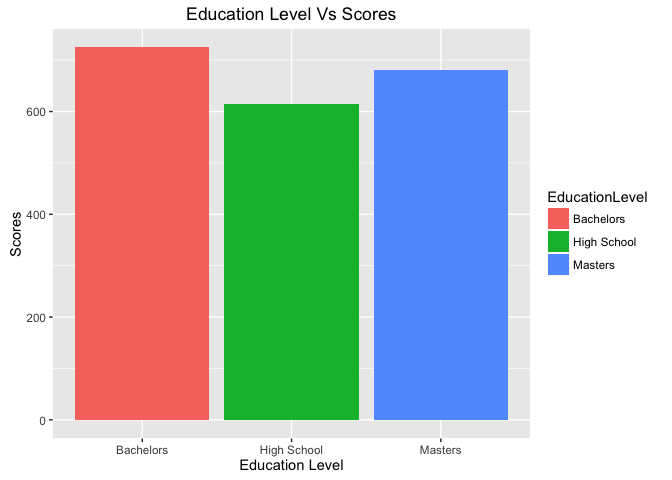 Education Level Vs Scores
600
400
200
0
Scores
Bachelors High School Masters
Education Level
EducationLevel
Bachelors
High School
Masters